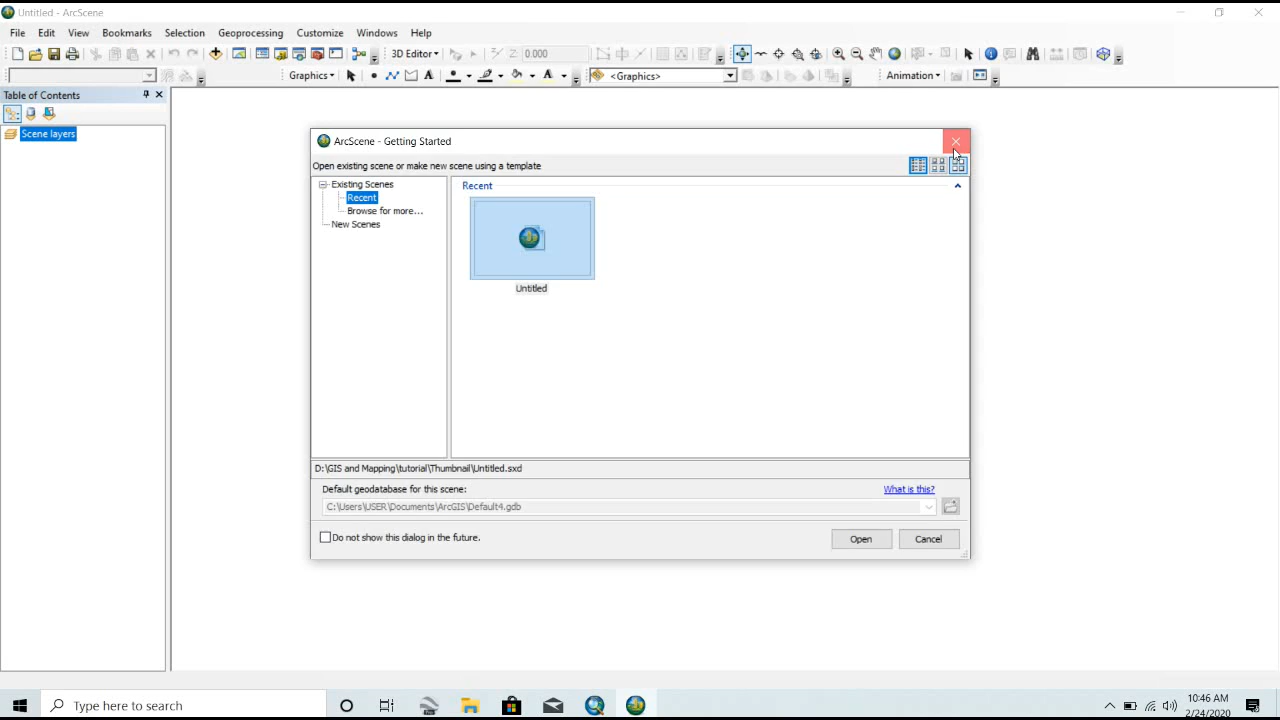 Untitled - ArcScene
File Edit View Bookmarks Selection Geoprocessing Customize Windows Help
3D Editor Z: 0.000
Graphics A A <Graphics> Animation
Table of Contents
Scene layers
ArcScene - Getting Started
Open existing scene or make new scene using a template
Existing Scenes
Recent
Browse for more...
New Scenes
Recent
Untitled
D:\GIS and Mapping\tutorial\Thumbnail\Untitled.sxd
Default geodatabase for this scene:
What is this?
C:\Users\USER\Documents\ArcGIS\Default4.gdb
Do not show this dialog in the future.
Open
Cancel
Type here to search
10:46 AM
2/24/2020